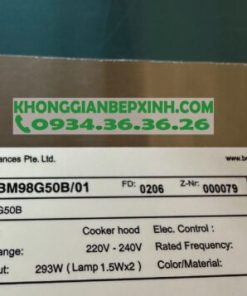 KHONGGIANBEPXINH.COM
0934.36.36.26
ances Pte. Ltd.
www.b
BM98G50B/01 FD: 0206 Z-Nr: 000079
G50B
Cooker hood Elec. Control :
ange: 220V - 240V Rated Frequency:
ut: 293W ( Lamp 1.5Wx2 ) Color/Material: